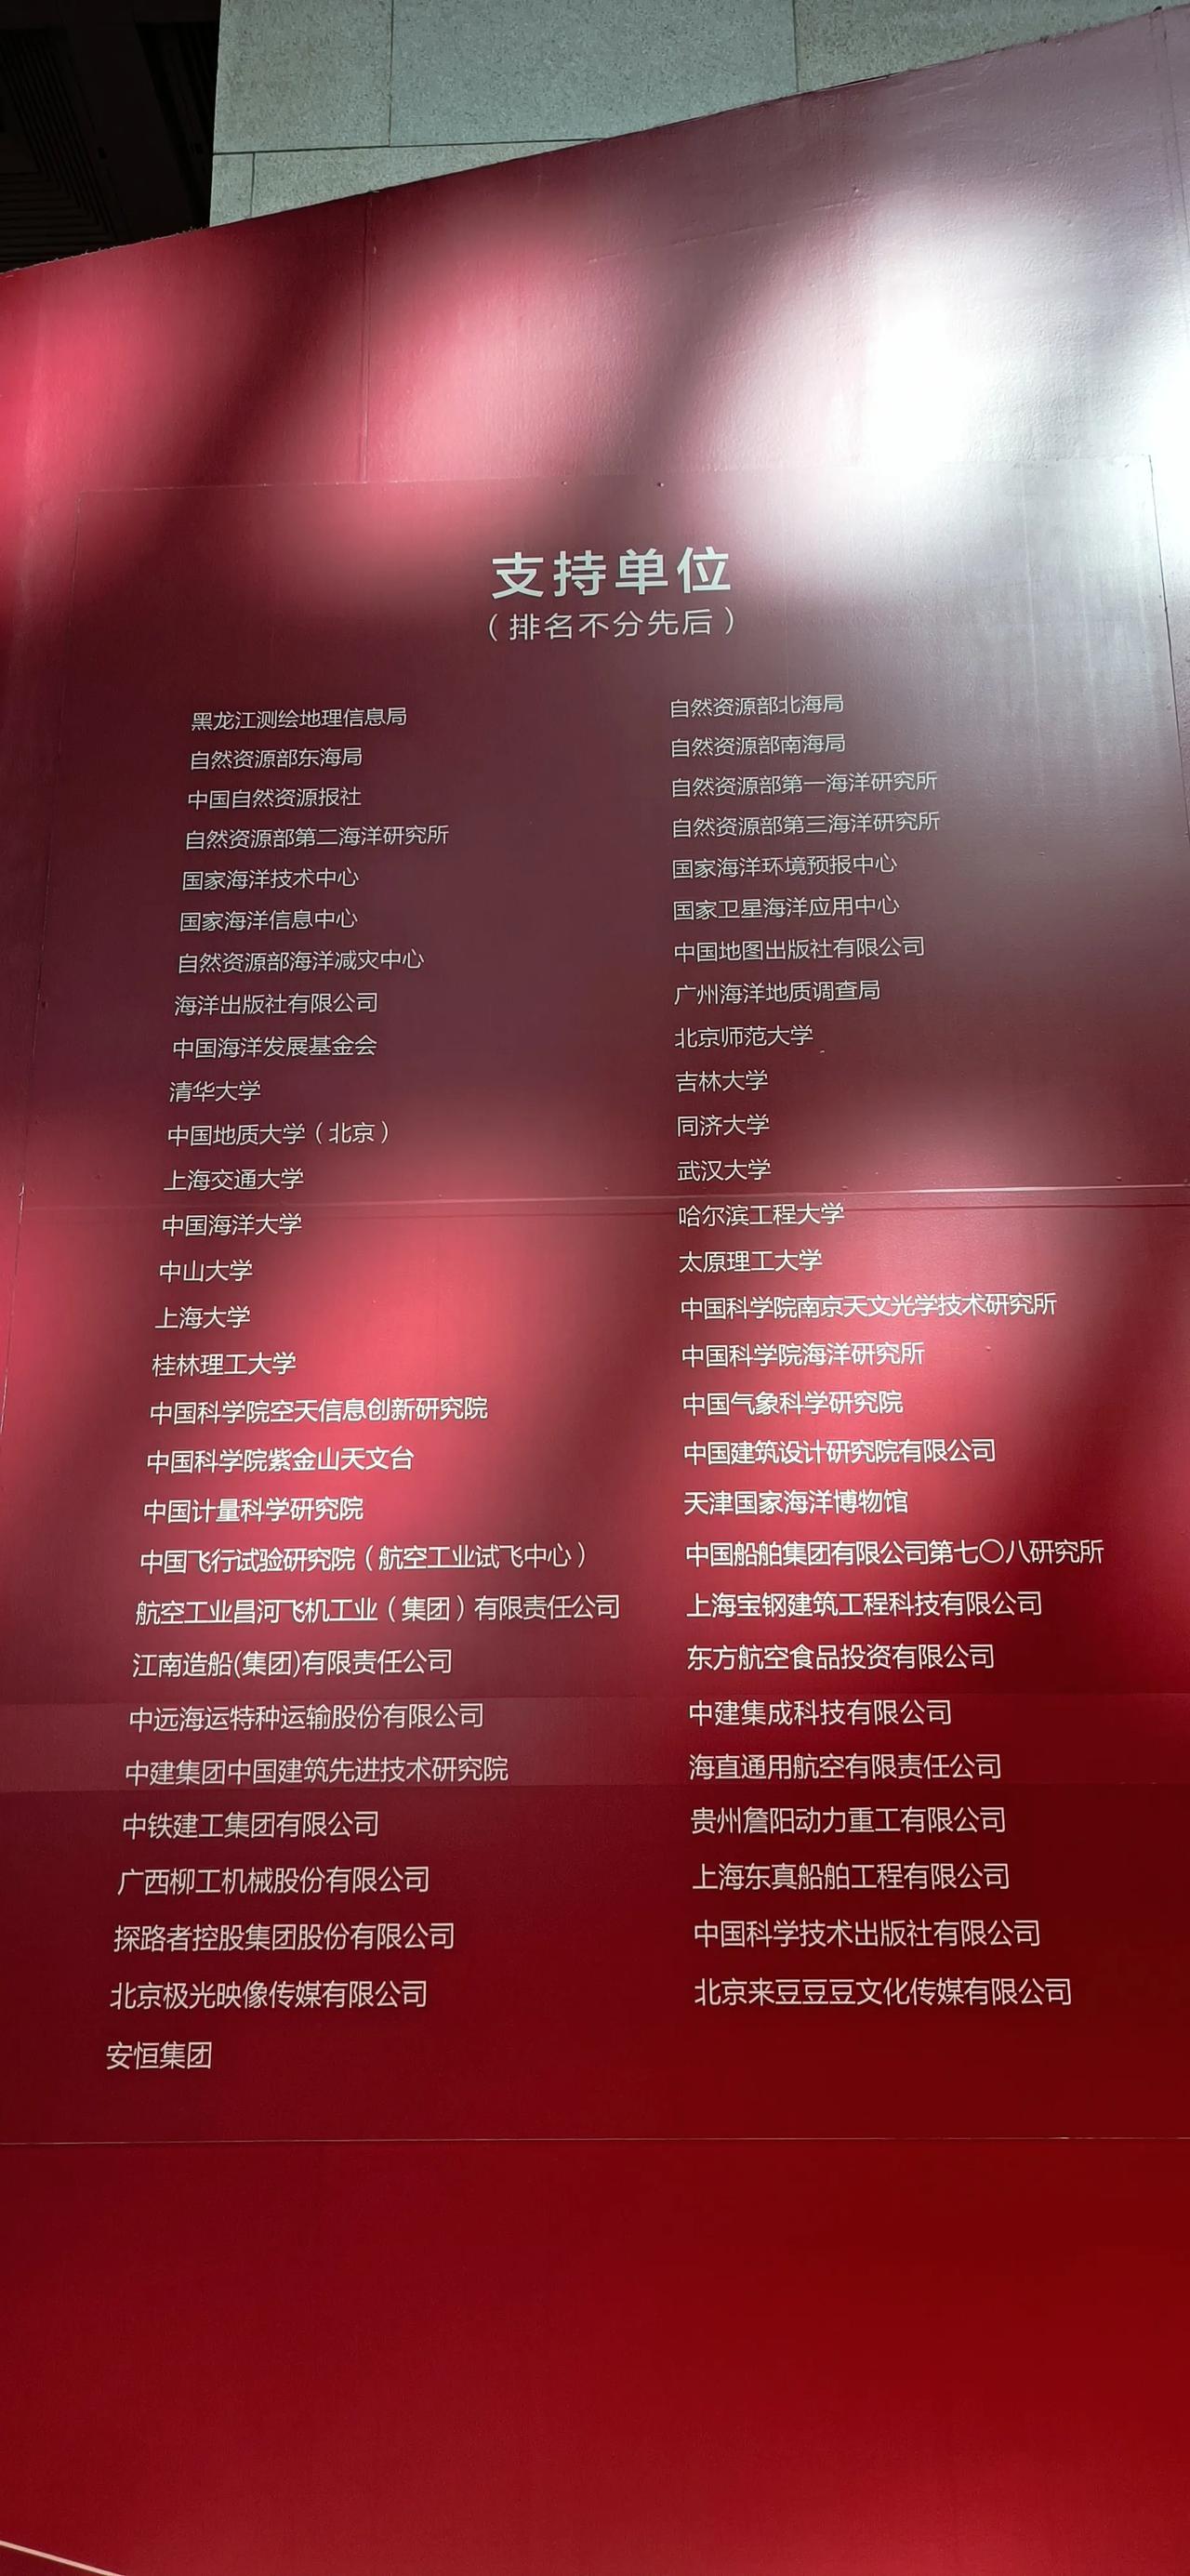 支持单位
（排名不分先后）
黑龙江测绘地理信息局
自然资源部东海局
中国自然资源报社
自然资源部第二海洋研究所
国家海洋技术中心
国家海洋信息中心
自然资源部海洋减灾中心
海洋出版社有限公司
中国海洋发展基金会
清华大学
中国地质大学（北京）
上海交通大学
中国海洋大学
中山大学
上海大学
桂林理工大学
中国科学院空天信息创新研究院
中国科学院紫金山天文台
中国计量科学研究院
中国飞行试验研究院（航空工业试飞中心）
航空工业昌河飞机工业（集团）有限责任公司
江南造船(集团)有限责任公司
中远海运特种运输股份有限公司
中建集团中国建筑先进技术研究院
中铁建工集团有限公司
广西柳工机械股份有限公司
探路者控股集团股份有限公司
北京极光映像传媒有限公司
安恒集团
自然资源部北海局
自然资源部南海局
自然资源部第一海洋研究所
自然资源部第三海洋研究所
国家海洋环境预报中心
国家卫星海洋应用中心
中国地图出版社有限公司
广州海洋地质调查局
北京师范大学
吉林大学
同济大学
武汉大学
哈尔滨工程大学
太原理工大学
中国科学院南京天文光学技术研究所
中国科学院海洋研究所
中国气象科学研究院
中国建筑设计研究院有限公司
天津国家海洋博物馆
中国船舶集团有限公司第七〇八研究所
上海宝钢建筑工程科技有限公司
东方航空食品投资有限公司
中建集成科技有限公司
海直通用航空有限责任公司
贵州詹阳动力重工有限公司
上海东真船舶工程有限公司
中国科学技术出版社有限公司
北京来豆豆豆文化传媒有限公司